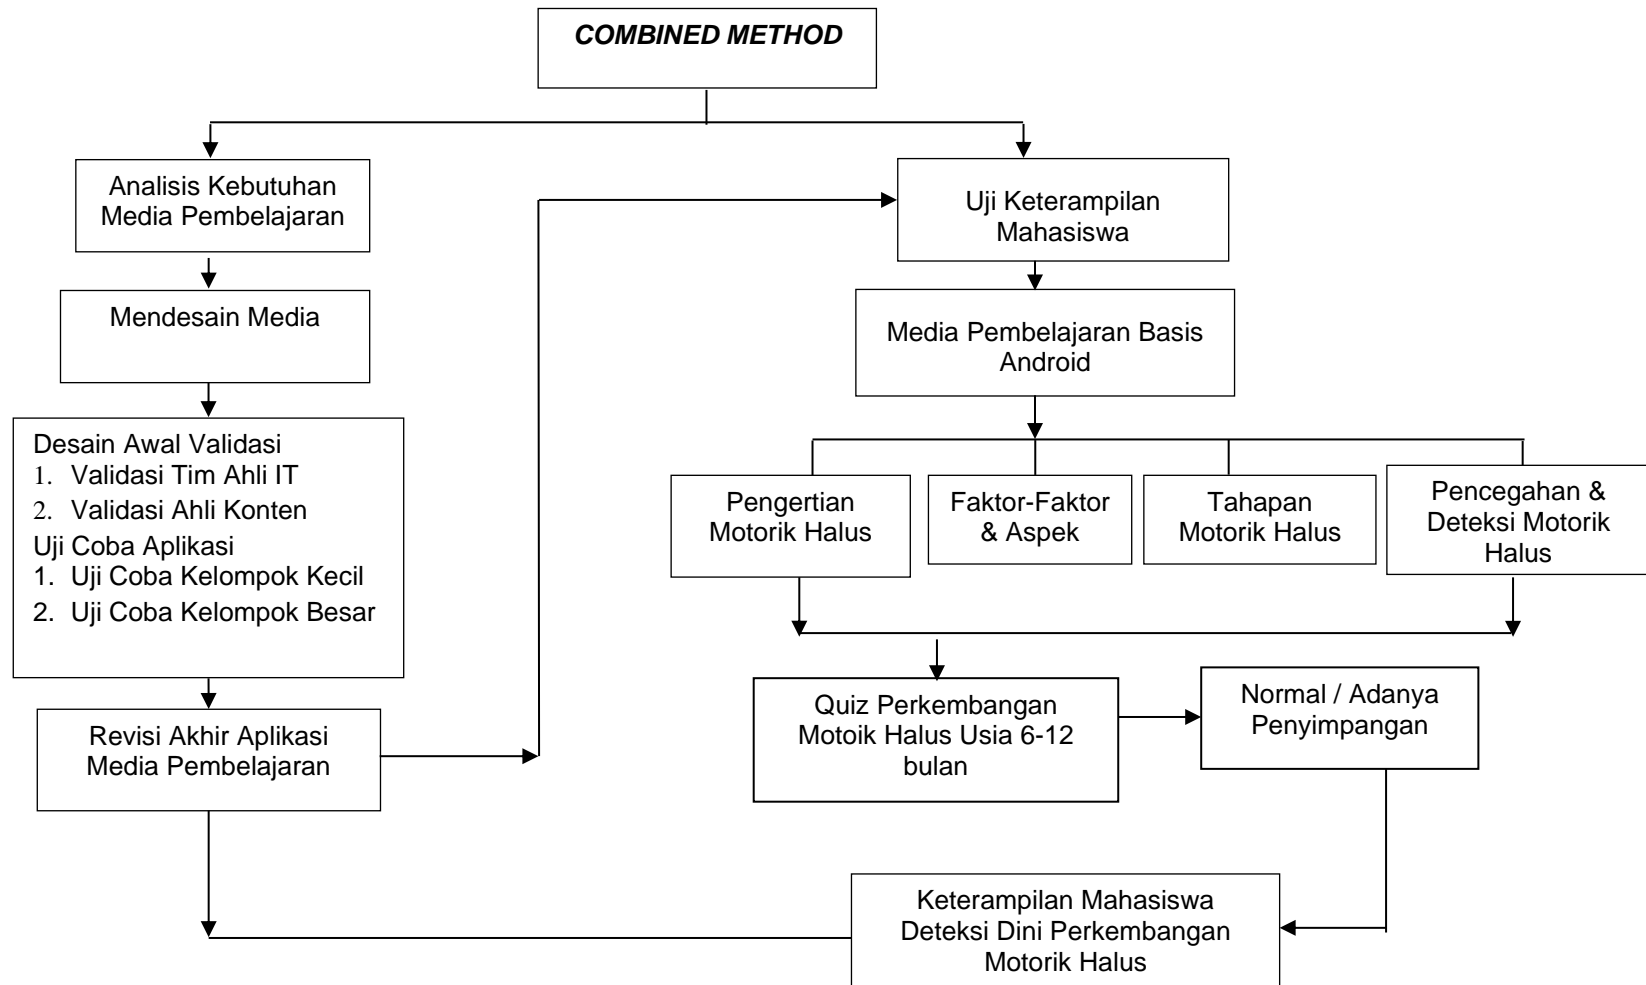 COMBINED METHOD
Analisis Kebutuhan
Media Pembelajaran
Mendesain Media
Desain Awal Validasi
1. Validasi Tim Ahli IT
2. Validasi Ahli Konten
Uji Coba Aplikasi
1. Uji Coba Kelompok Kecil
2. Uji Coba Kelompok Besar
Revisi Akhir Aplikasi
Media Pembelajaran
Uji Keterampilan
Mahasiswa
Media Pembelajaran Basis
Android
Pengertian
Motorik Halus
Faktor-Faktor
& Aspek
Tahapan
Motorik Halus
Pencegahan &
Deteksi Motorik
Halus
Quiz Perkembangan
Motoik Halus Usia 6-12
bulan
Normal / Adanya
Penyimpangan
Keterampilan Mahasiswa
Deteksi Dini Perkembangan
Motorik Halus